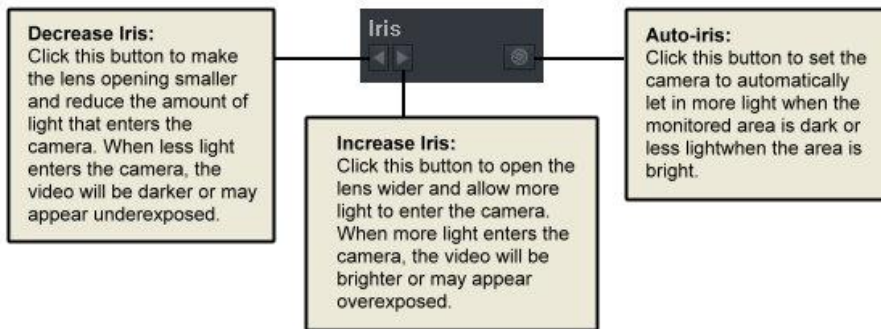 Decrease Iris:
Click this button to make
the lens opening smaller
and reduce the amount of
light that enters the
camera. When less light
enters the camera, the
video will be darker or may
appear underexposed.
Iris
Increase Iris:
Click this button to open the
lens wider and allow more
light to enter the camera.
When more light enters the
camera, the video will be
brighter or may appear
overexposed.
Auto-iris:
Click this button to set the
camera to automatically
let in more light when the
monitored area is dark or
less lightwhen the area is
bright.